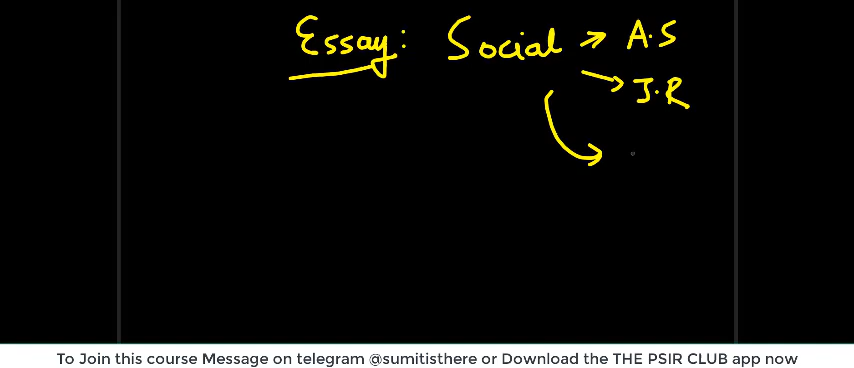 Essay: Social → A.S
→ J.R
→
To Join this course Message on telegram @sumitisthere or Download the THE PSIR CLUB app now